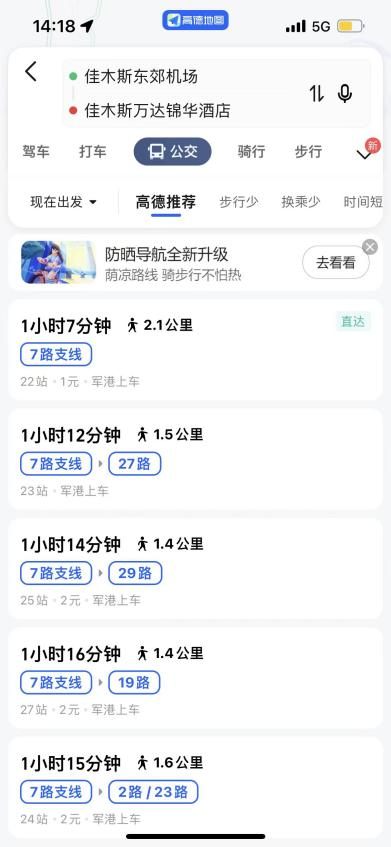 14:18
高德地图
5G
佳木斯东郊机场
佳木斯万达锦华酒店
驾车 打车 公交 骑行 步行 新
现在出发 高德推荐 步行少 换乘少 时间短
防晒导航全新升级
萌凉路线 骑步行不怕热
去看看
1小时7分钟 2.1公里 直达
7路支线
22站·1元·军港上车
1小时12分钟 1.5公里
7路支线 27路
23站·军港上车
1小时14分钟 1.4公里
7路支线 29路
25站·2元·军港上车
1小时16分钟 1.4公里
7路支线 19路
27站·2元·军港上车
1小时15分钟 1.6公里
7路支线 2路 / 23路
24站·2元·军港上车